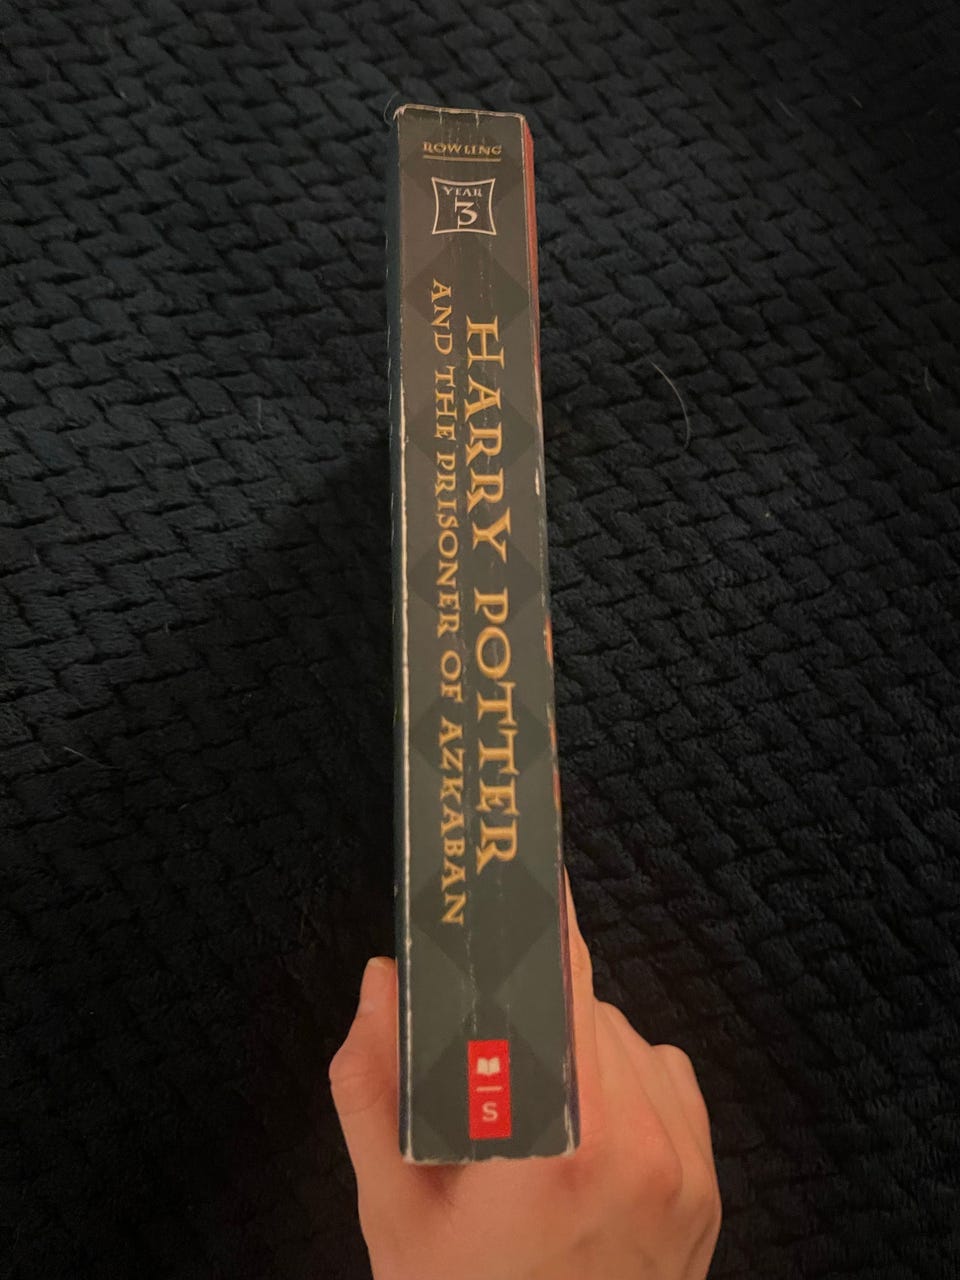 ROWLING
YEAR
3
HARRY POTTER
AND THE PRISONER OF AZKABAN
S